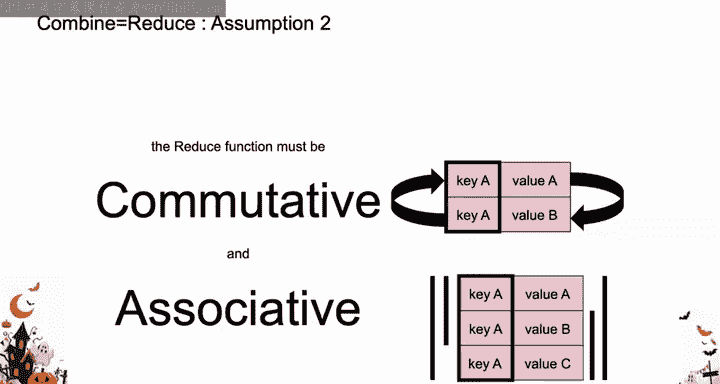 Combine=Reduce : Assumption 2
the Reduce function must be
Commutative
key A value A
key A value B
and
Associative
key A value A
key A value B
key A value C